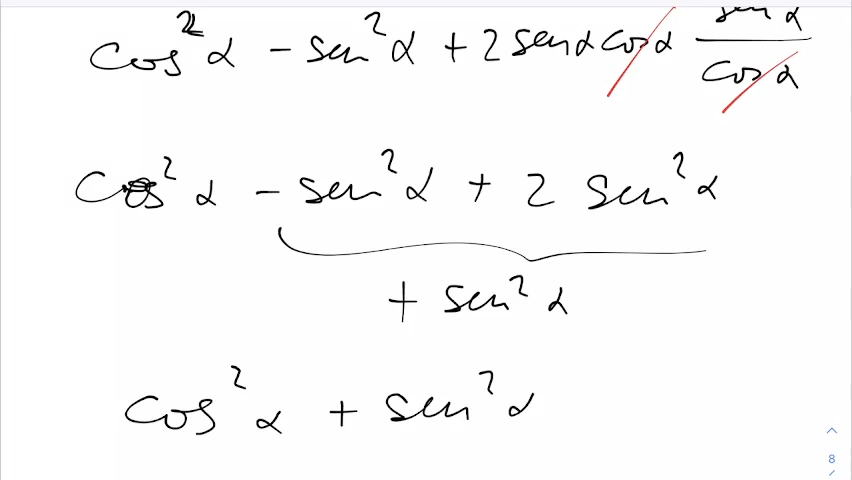 cos²α - sen²α + 2 senα cosα sen α / cos α
cos²α - sen²α + 2 sen²α
+ sen²α
cos²α + sen²α
8